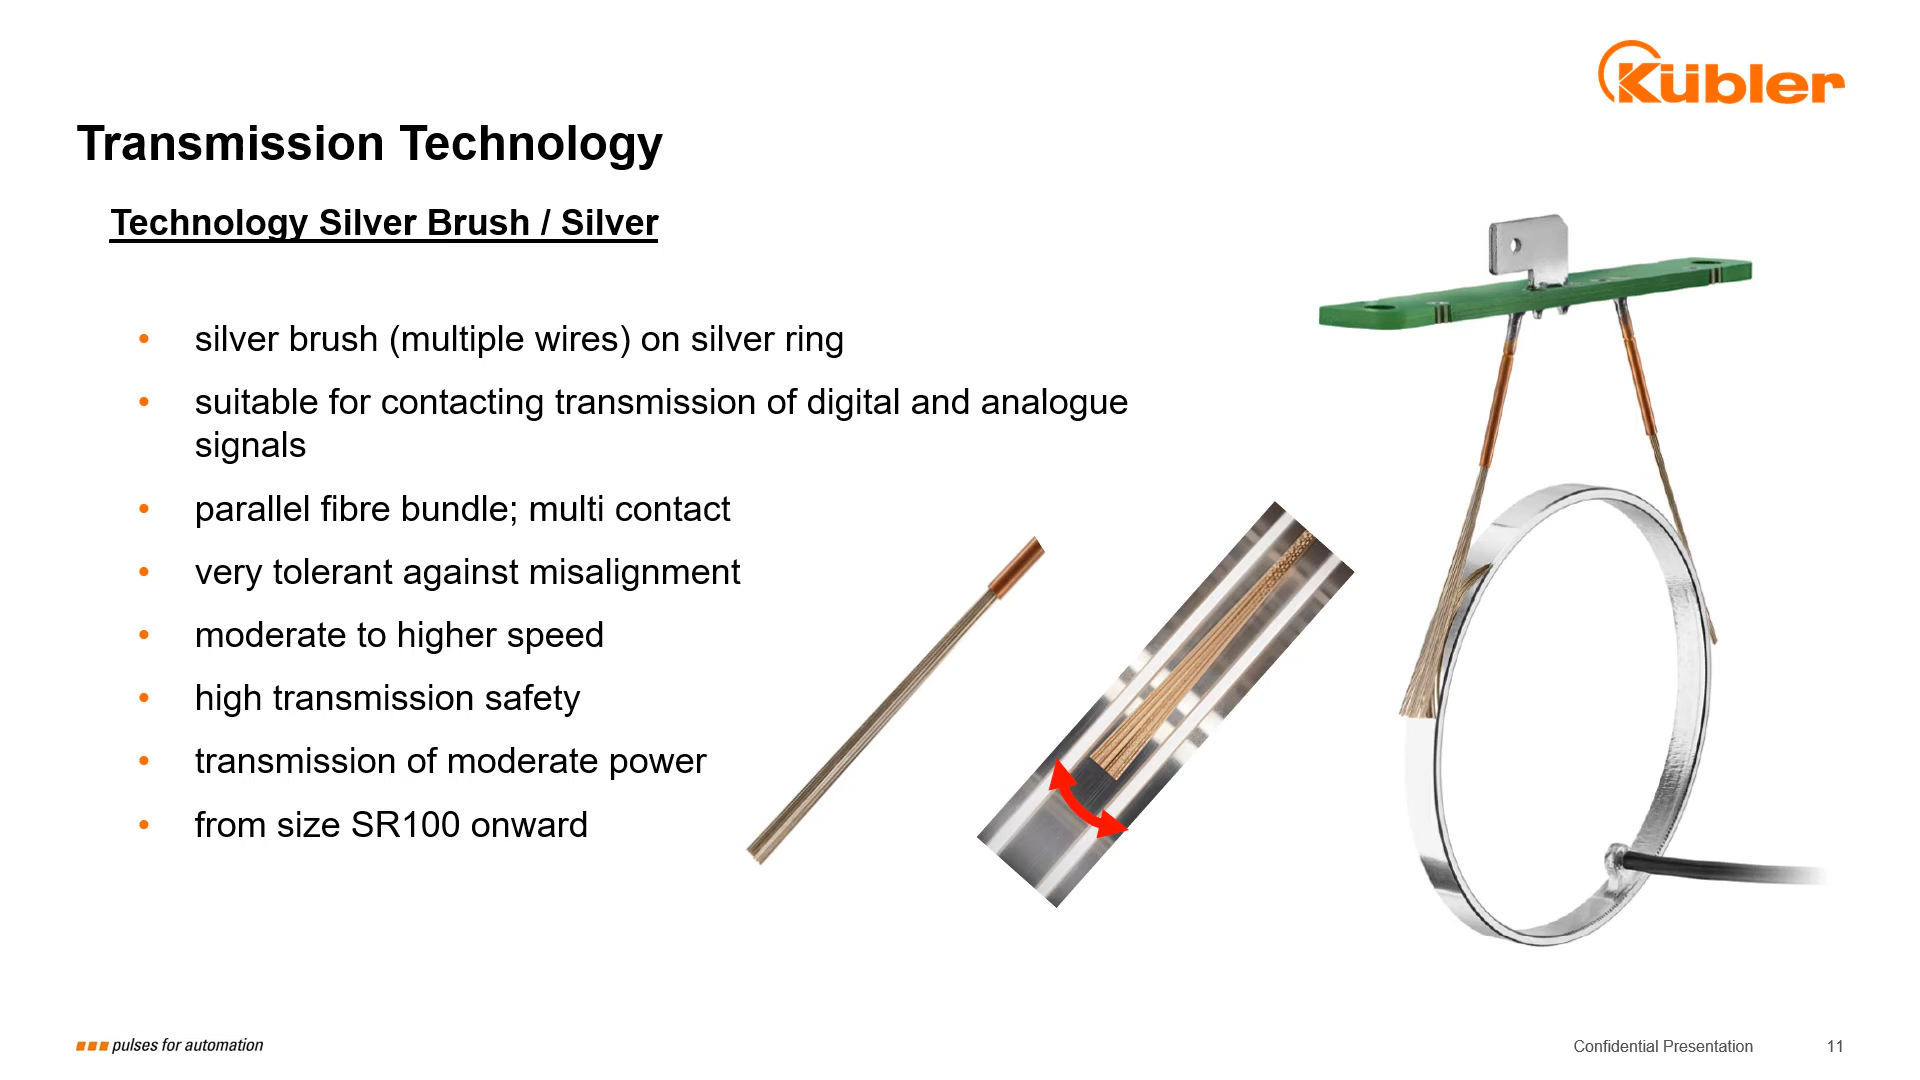 Kübler
Transmission Technology
Technology Silver Brush / Silver
• silver brush (multiple wires) on silver ring
• suitable for contacting transmission of digital and analogue
signals
• parallel fibre bundle; multi contact
• very tolerant against misalignment
• moderate to higher speed
• high transmission safety
• transmission of moderate power
• from size SR100 onward
pulses for automation
Confidential Presentation 11